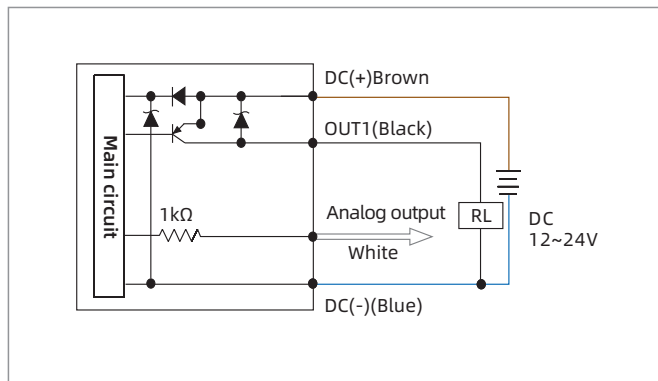 DC(+)Brown
OUT1(Black)
Main circuit
1kΩ
Analog output
White
RL
DC
12~24V
DC(-)(Blue)